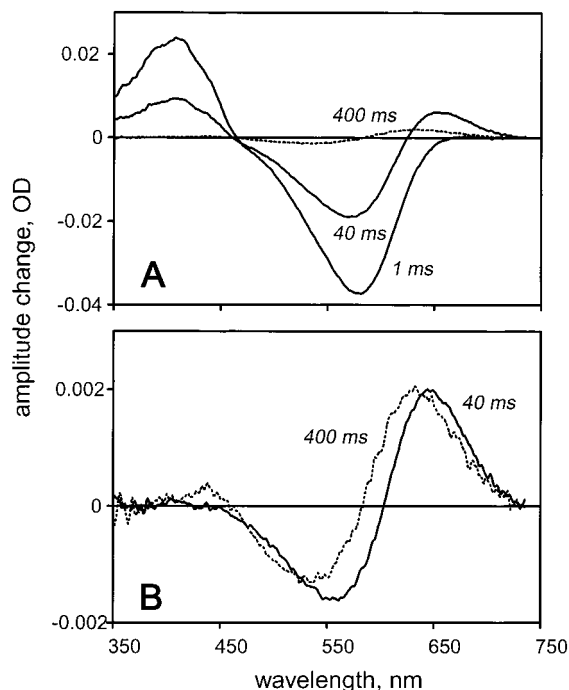 0.02
400 ms
0
-0.02
40 ms
1 ms
A
-0.04
amplitude change, OD
0.002
400 ms
40 ms
0
B
-0.002
350 450 550 650 750
wavelength, nm